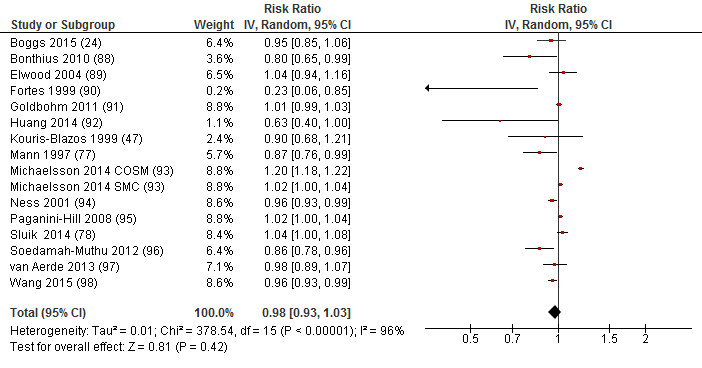 Risk Ratio Risk Ratio
Study or Subgroup Weight IV, Random, 95% CI IV, Random, 95% CI
Boggs 2015 (24) 6.4% 0.95 [0.85, 1.06]
Bonthius 2010 (88) 3.6% 0.80 [0.65, 0.99]
Elwood 2004 (89) 6.5% 1.04 [0.94, 1.16]
Fortes 1999 (90) 0.2% 0.23 [0.06, 0.85]
Goldbohm 2011 (91) 8.8% 1.01 [0.99, 1.03]
Huang 2014 (92) 1.1% 0.63 [0.40, 1.00]
Kouris-Blazos 1999 (47) 2.4% 0.90 [0.68, 1.21]
Mann 1997 (77) 5.7% 0.87 [0.76, 0.99]
Michaelsson 2014 COSM (93) 8.8% 1.20 [1.18, 1.22]
Michaelsson 2014 SMC (93) 8.8% 1.02 [1.00, 1.04]
Ness 2001 (94) 8.6% 0.96 [0.93, 0.99]
Paganini-Hill 2008 (95) 8.8% 1.02 [1.00, 1.04]
Sluik 2014 (78) 8.5% 1.04 [1.00, 1.08]
Soedamah-Muthu 2012 (96) 6.4% 0.86 [0.78, 0.96]
van Aerde 2013 (97) 7.1% 0.98 [0.89, 1.07]
Wang 2015 (98) 8.6% 0.96 [0.93, 0.99]
Total (95% CI) 100.0% 0.98 [0.93, 1.03]
Heterogeneity: Tau² = 0.01; Chi² = 378.54, df = 15 (P < 0.00001); I² = 96%
Test for overall effect: Z = 0.81 (P = 0.42)
0.5 0.7 1 1.5 2